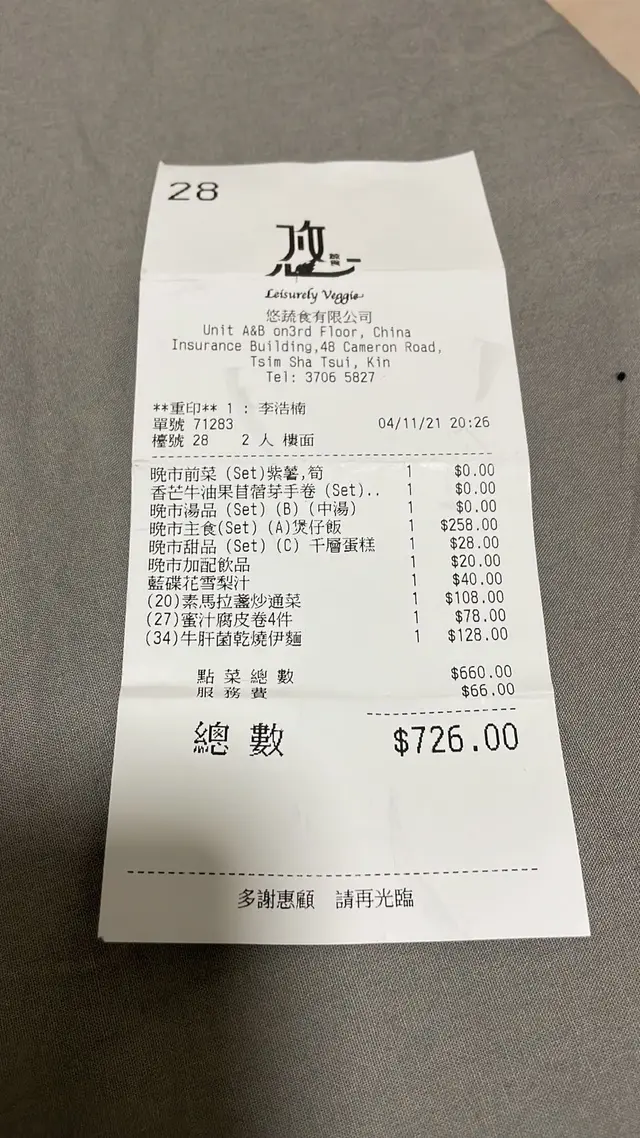 28
悠
蔬食
Leisurely Veggie
悠蔬食有限公司
Unit A&B on3rd Floor, China
Insurance Building,48 Cameron Road,
Tsim Sha Tsui, Kin
Tel: 3706 5827
**重印** 1 : 李浩楠
單號 71283 04/11/21 20:26
檯號 28 2 人 樓面
晚市前菜 (Set)紫薯,筍 1 $0.00
香芒牛油果苜蓿芽手卷 (Set).. 1 $0.00
晚市湯品 (Set) (B) (中湯) 1 $0.00
晚市主食(Set) (A)煲仔飯 1 $258.00
晚市甜品 (Set) (C) 千層蛋糕 1 $28.00
晚市加配飲品 1 $20.00
藍碟花雪梨汁 1 $40.00
(20)素馬拉盞炒通菜 1 $108.00
(27)蜜汁腐皮卷4件 1 $78.00
(34)牛肝菌乾燒伊麵 1 $128.00
點菜總數 $660.00
服務費 $66.00
總數 $726.00
多謝惠顧 請再光臨